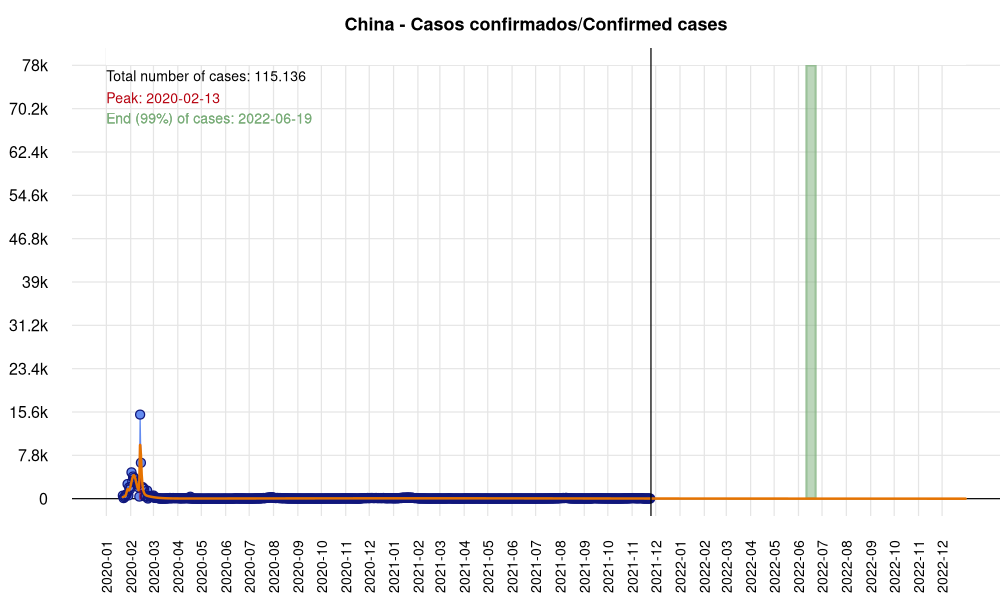 China - Casos confirmados/Confirmed cases
Total number of cases: 115.136
Peak: 2020-02-13
End (99%) of cases: 2022-06-19
78k
70.2k
62.4k
54.6k
46.8k
39k
31.2k
23.4k
15.6k
7.8k
0
2020-01
2020-02
2020-03
2020-04
2020-05
2020-06
2020-07
2020-08
2020-09
2020-10
2020-11
2020-12
2021-01
2021-02
2021-03
2021-04
2021-05
2021-06
2021-07
2021-08
2021-09
2021-10
2021-11
2021-12
2022-01
2022-02
2022-03
2022-04
2022-05
2022-06
2022-07
2022-08
2022-09
2022-10
2022-11
2022-12